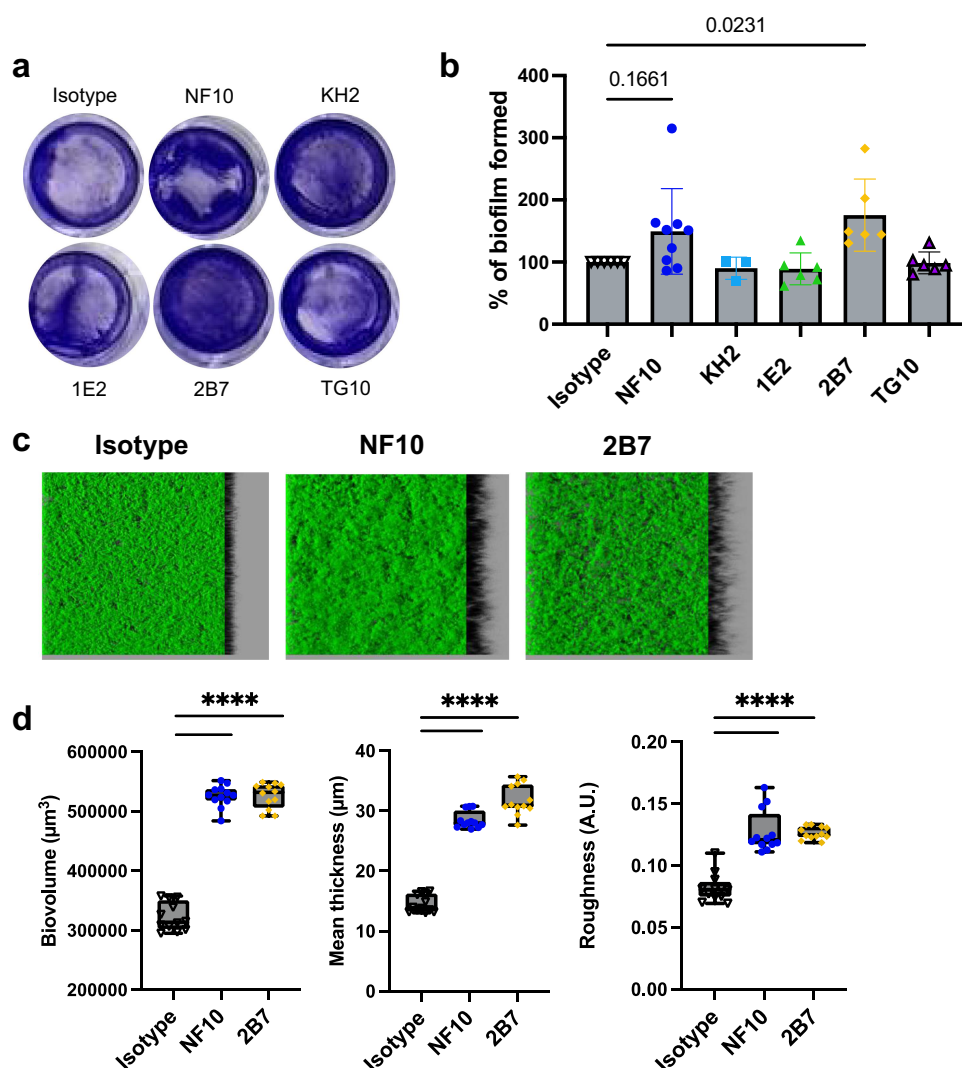 a
Isotype NF10 KH2
1E2 2B7 TG10
b
0.0231
0.1661
% of biofilm formed
400
300
200
100
0
Isotype NF10 KH2 1E2 2B7 TG10
c
Isotype NF10 2B7
d
****
Biovolume (µm³)
600000
500000
400000
300000
200000
Isotype NF10 2B7
****
Mean thickness (µm)
40
30
20
10
0
Isotype NF10 2B7
****
Roughness (A.U.)
0.20
0.15
0.10
0.05
0.00
Isotype NF10 2B7